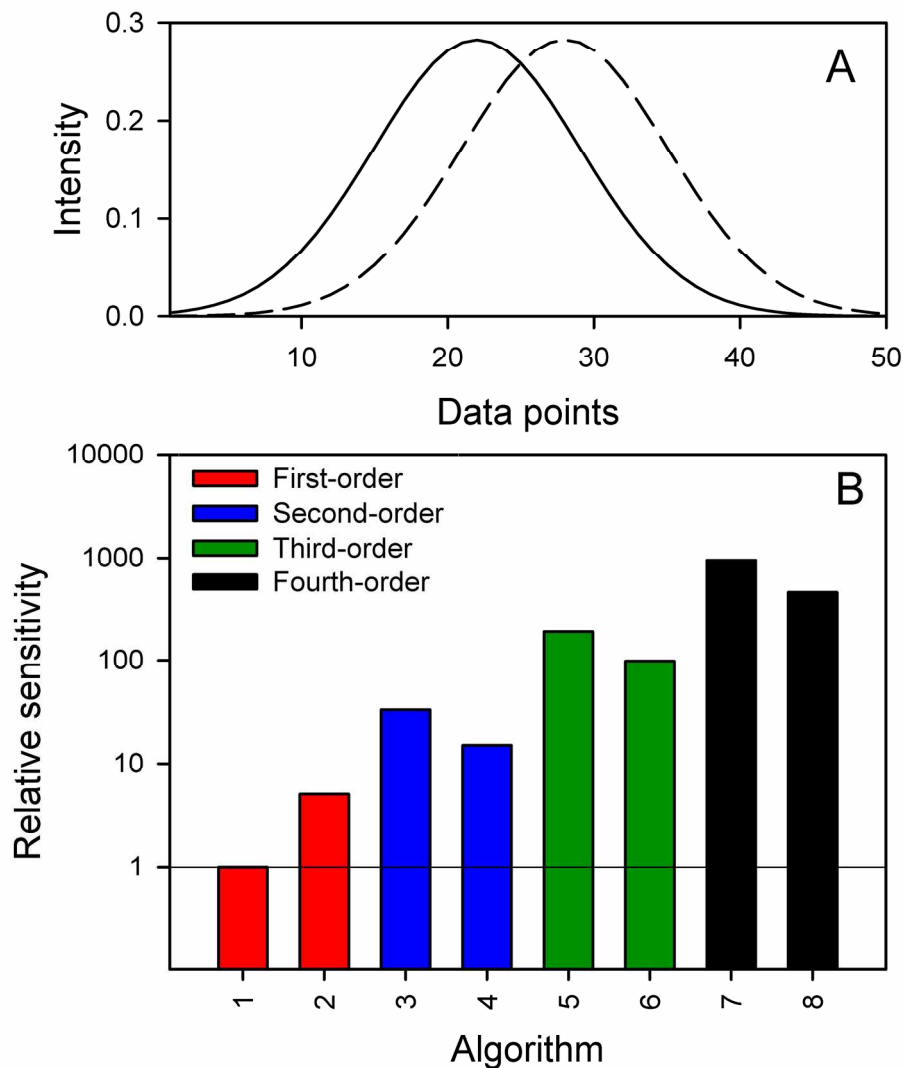 A
0.3
0.2
0.1
0.0
Intensity
10 20 30 40 50
Data points
B
First-order
Second-order
Third-order
Fourth-order
10000
1000
100
10
1
Relative sensitivity
1 2 3 4 5 6 7 8
Algorithm